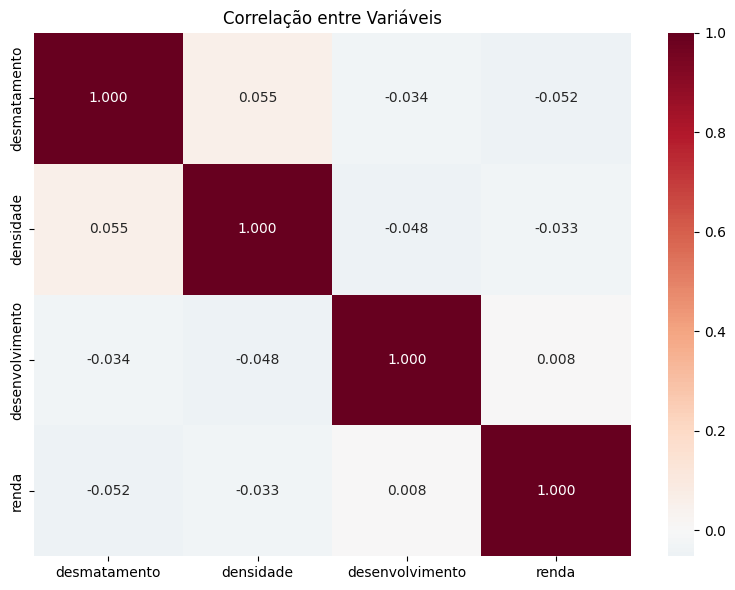 Correlação entre Variáveis
desmatamento
1.000 0.055 -0.034 -0.052
densidade
0.055 1.000 -0.048 -0.033
desenvolvimento
-0.034 -0.048 1.000 0.008
renda
-0.052 -0.033 0.008 1.000
desmatamento densidade desenvolvimento renda
1.0
0.8
0.6
0.4
0.2
0.0